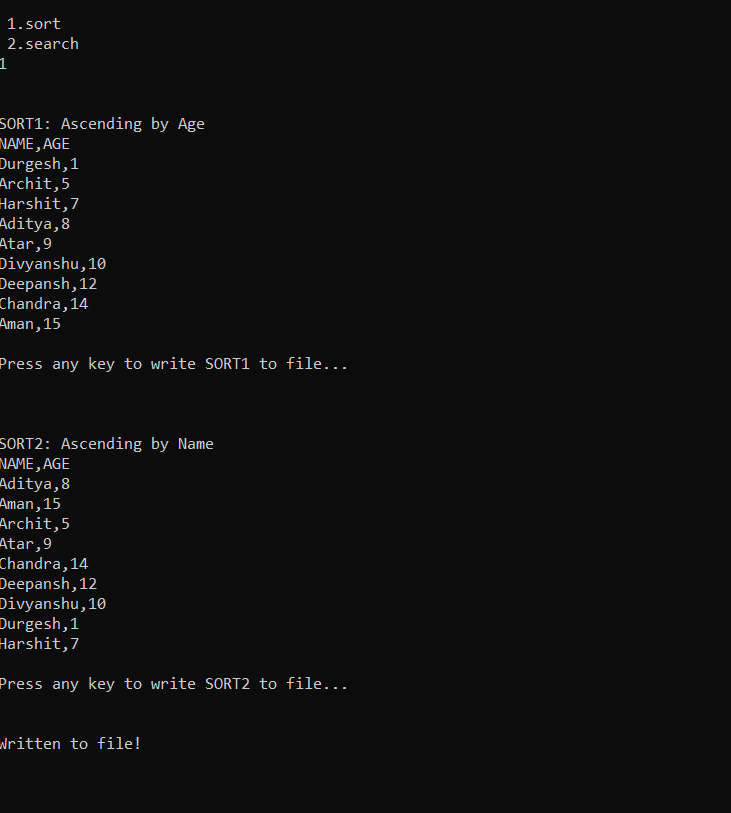 1.sort
2.search
1
SORT1: Ascending by Age
NAME,AGE
Durgesh,1
Archit,5
Harshit,7
Aditya,8
Atar,9
Divyanshu,10
Deepansh,12
Chandra,14
Aman,15
Press any key to write SORT1 to file...
SORT2: Ascending by Name
NAME,AGE
Aditya,8
Aman,15
Archit,5
Atar,9
Chandra,14
Deepansh,12
Divyanshu,10
Durgesh,1
Harshit,7
Press any key to write SORT2 to file...
Written to file!